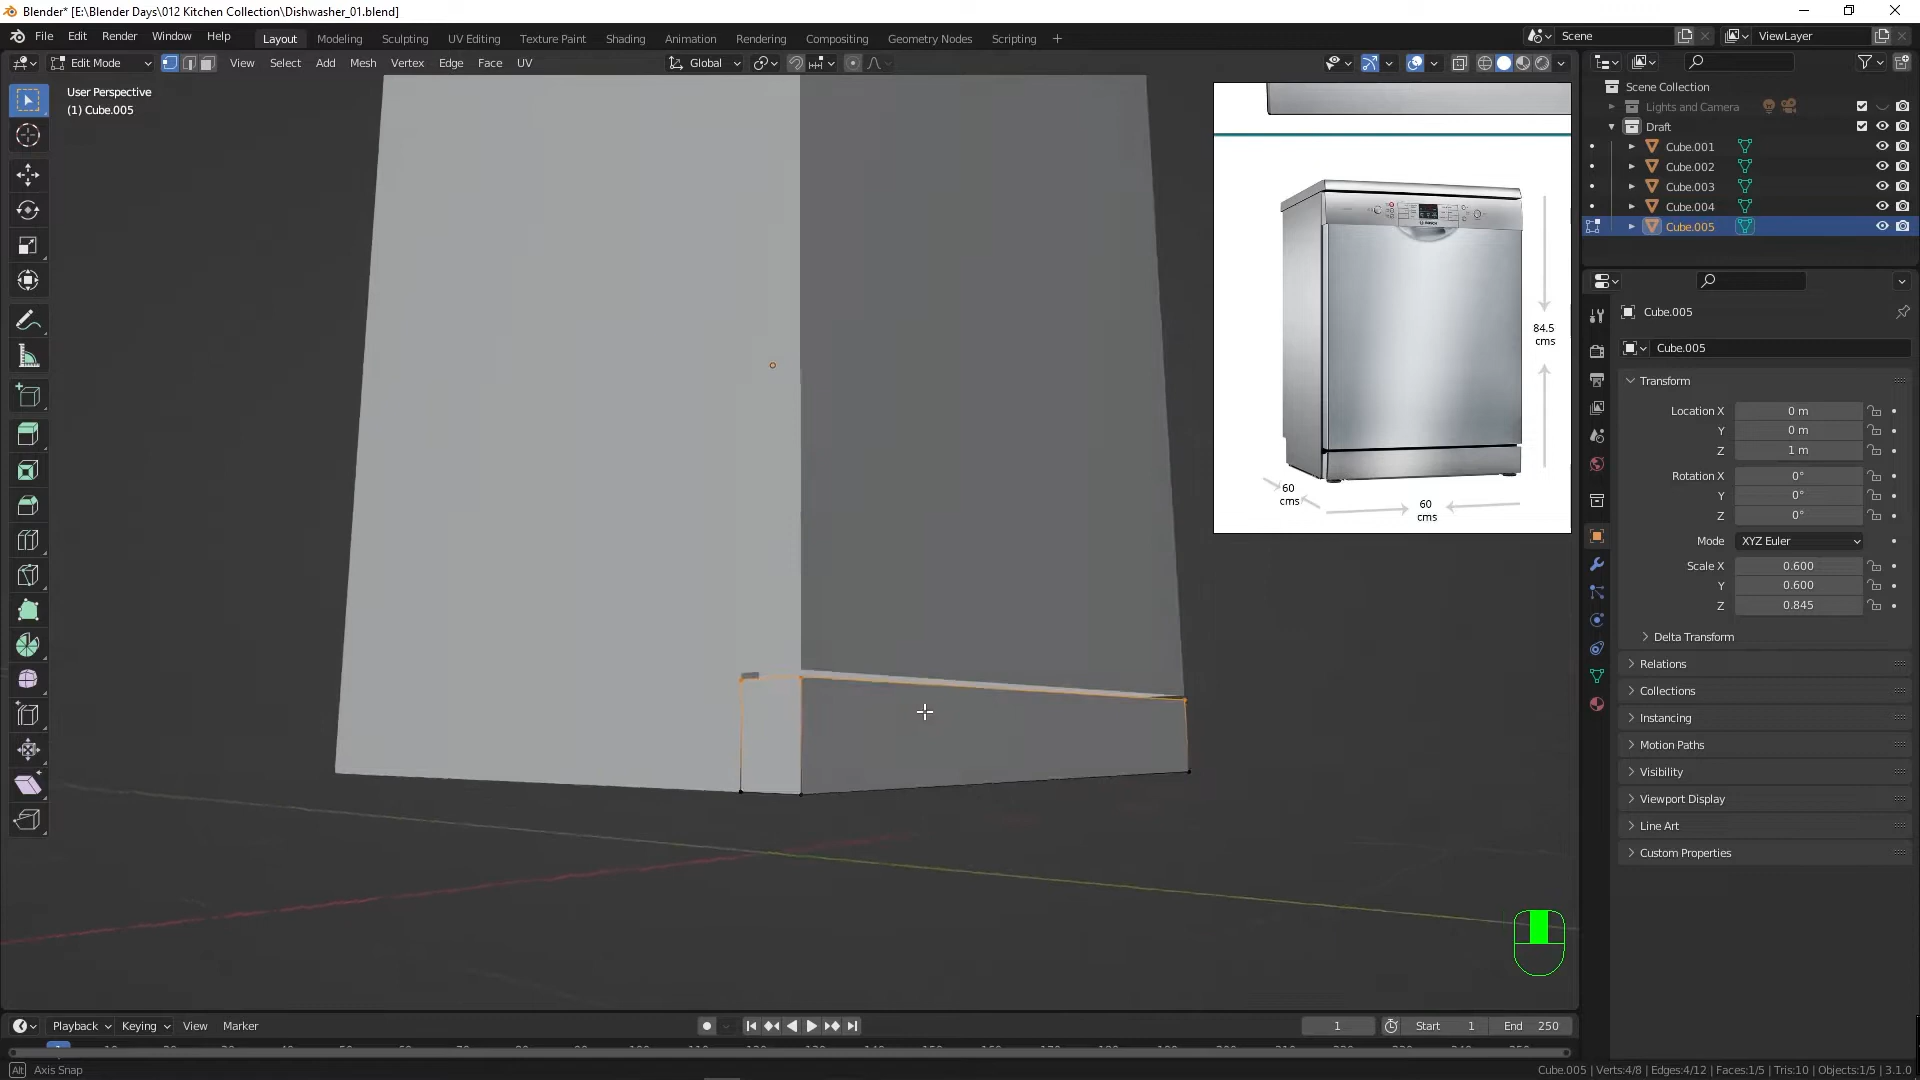 Blender* [E:\Blender Days\012 Kitchen Collection\Dishwasher_01.blend]
File Edit Render Window Help Layout Modeling Sculpting UV Editing Texture Paint Shading Animation Rendering Compositing Geometry Nodes Scripting + Scene ViewLayer
Edit Mode View Select Add Mesh Vertex Edge Face UV Global
User Perspective
(1) Cube.005
Scene Collection
Lights and Camera
Draft
Cube.001
Cube.002
Cube.003
Cube.004
Cube.005
84.5
cms
60
cms
60
cms
Cube.005
Cube.005
Transform
Location X 0 m
Y 0 m
Z 1 m
Rotation X 0°
Y 0°
Z 0°
Mode XYZ Euler
Scale X 0.600
Y 0.600
Z 0.845
Delta Transform
Relations
Collections
Instancing
Motion Paths
Visibility
Viewport Display
Line Art
Custom Properties
Playback Keying View Marker 1 Start 1 End 250
Alt Axis Snap
Cube.005 | Verts:4/8 | Edges:4/12 | Faces:1/5 | Tris:10 | Objects:1/5 | 3.1.0